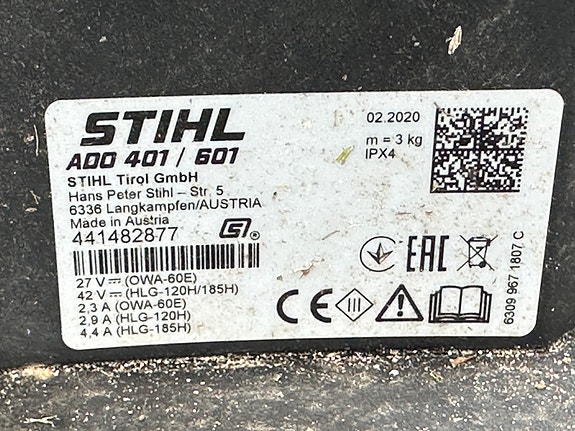 STIHL
ADO 401 / 601
STIHL Tirol GmbH
Hans Peter Stihl – Str. 5
6336 Langkampfen/AUSTRIA
Made in Austria
441482877
27 V ⎓ (OWA-60E)
42 V ⎓ (HLG-120H/185H)
2,3 A (OWA-60E)
2,9 A (HLG-120H)
4,4 A (HLG-185H)
02.2020
m = 3 kg
IPX4
®
EAC
CE
III
6309 967 1807 C